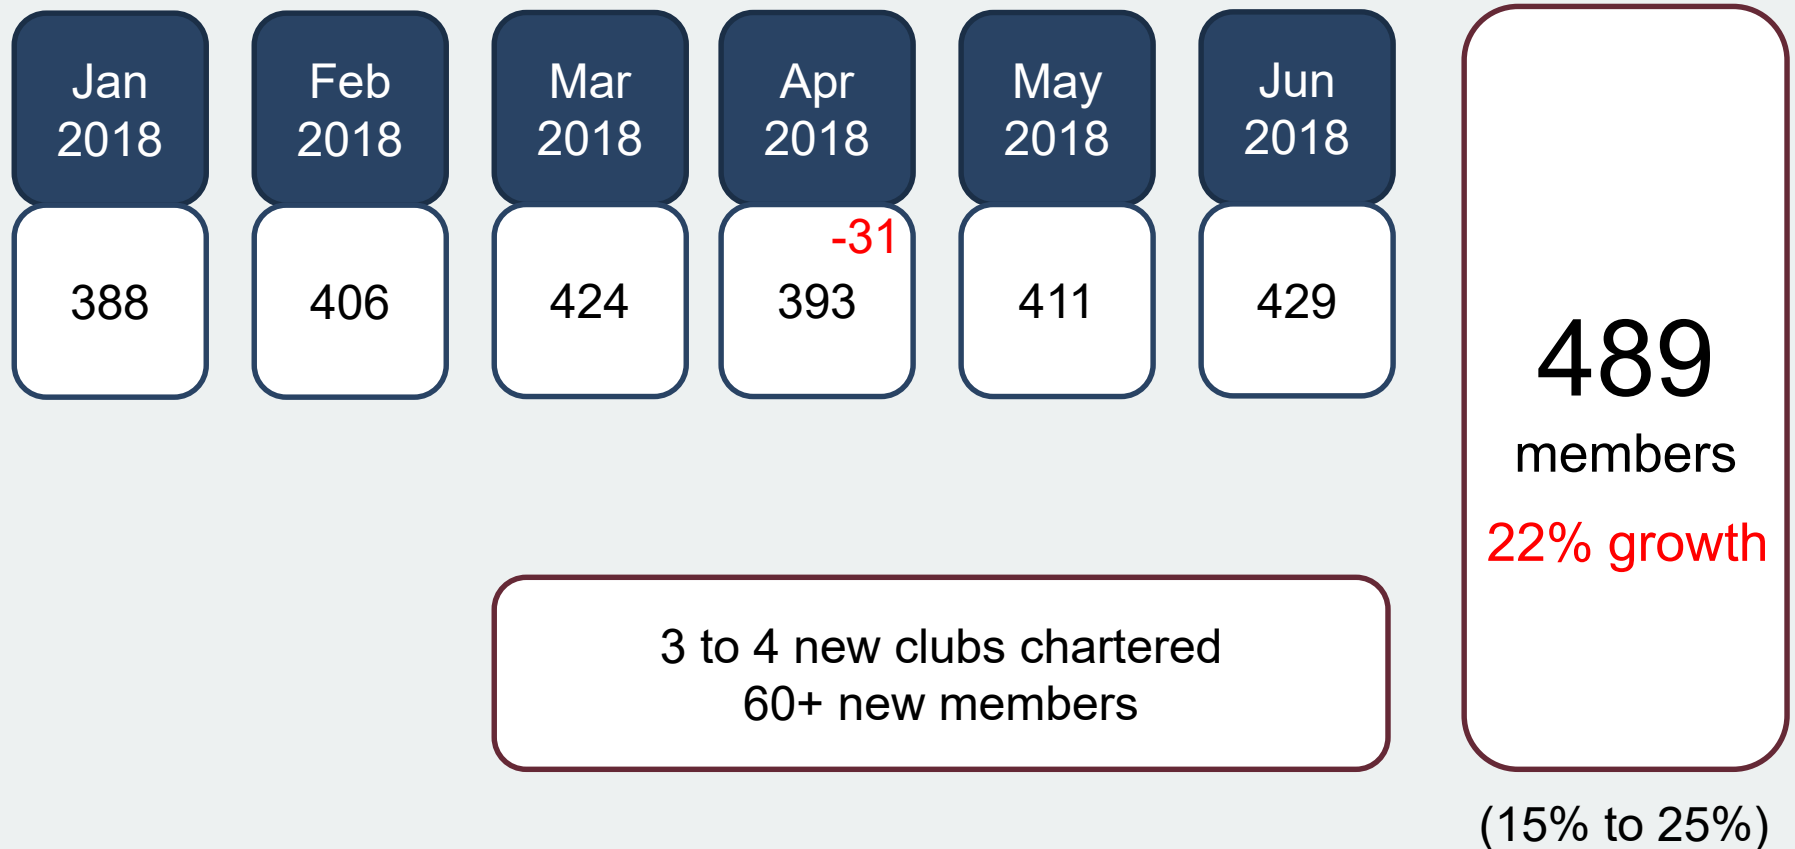 Jan
2018
Feb
2018
Mar
2018
Apr
2018
May
2018
Jun
2018
388
406
424
-31
393
411
429
489
members
22% growth
3 to 4 new clubs chartered
60+ new members
(15% to 25%)